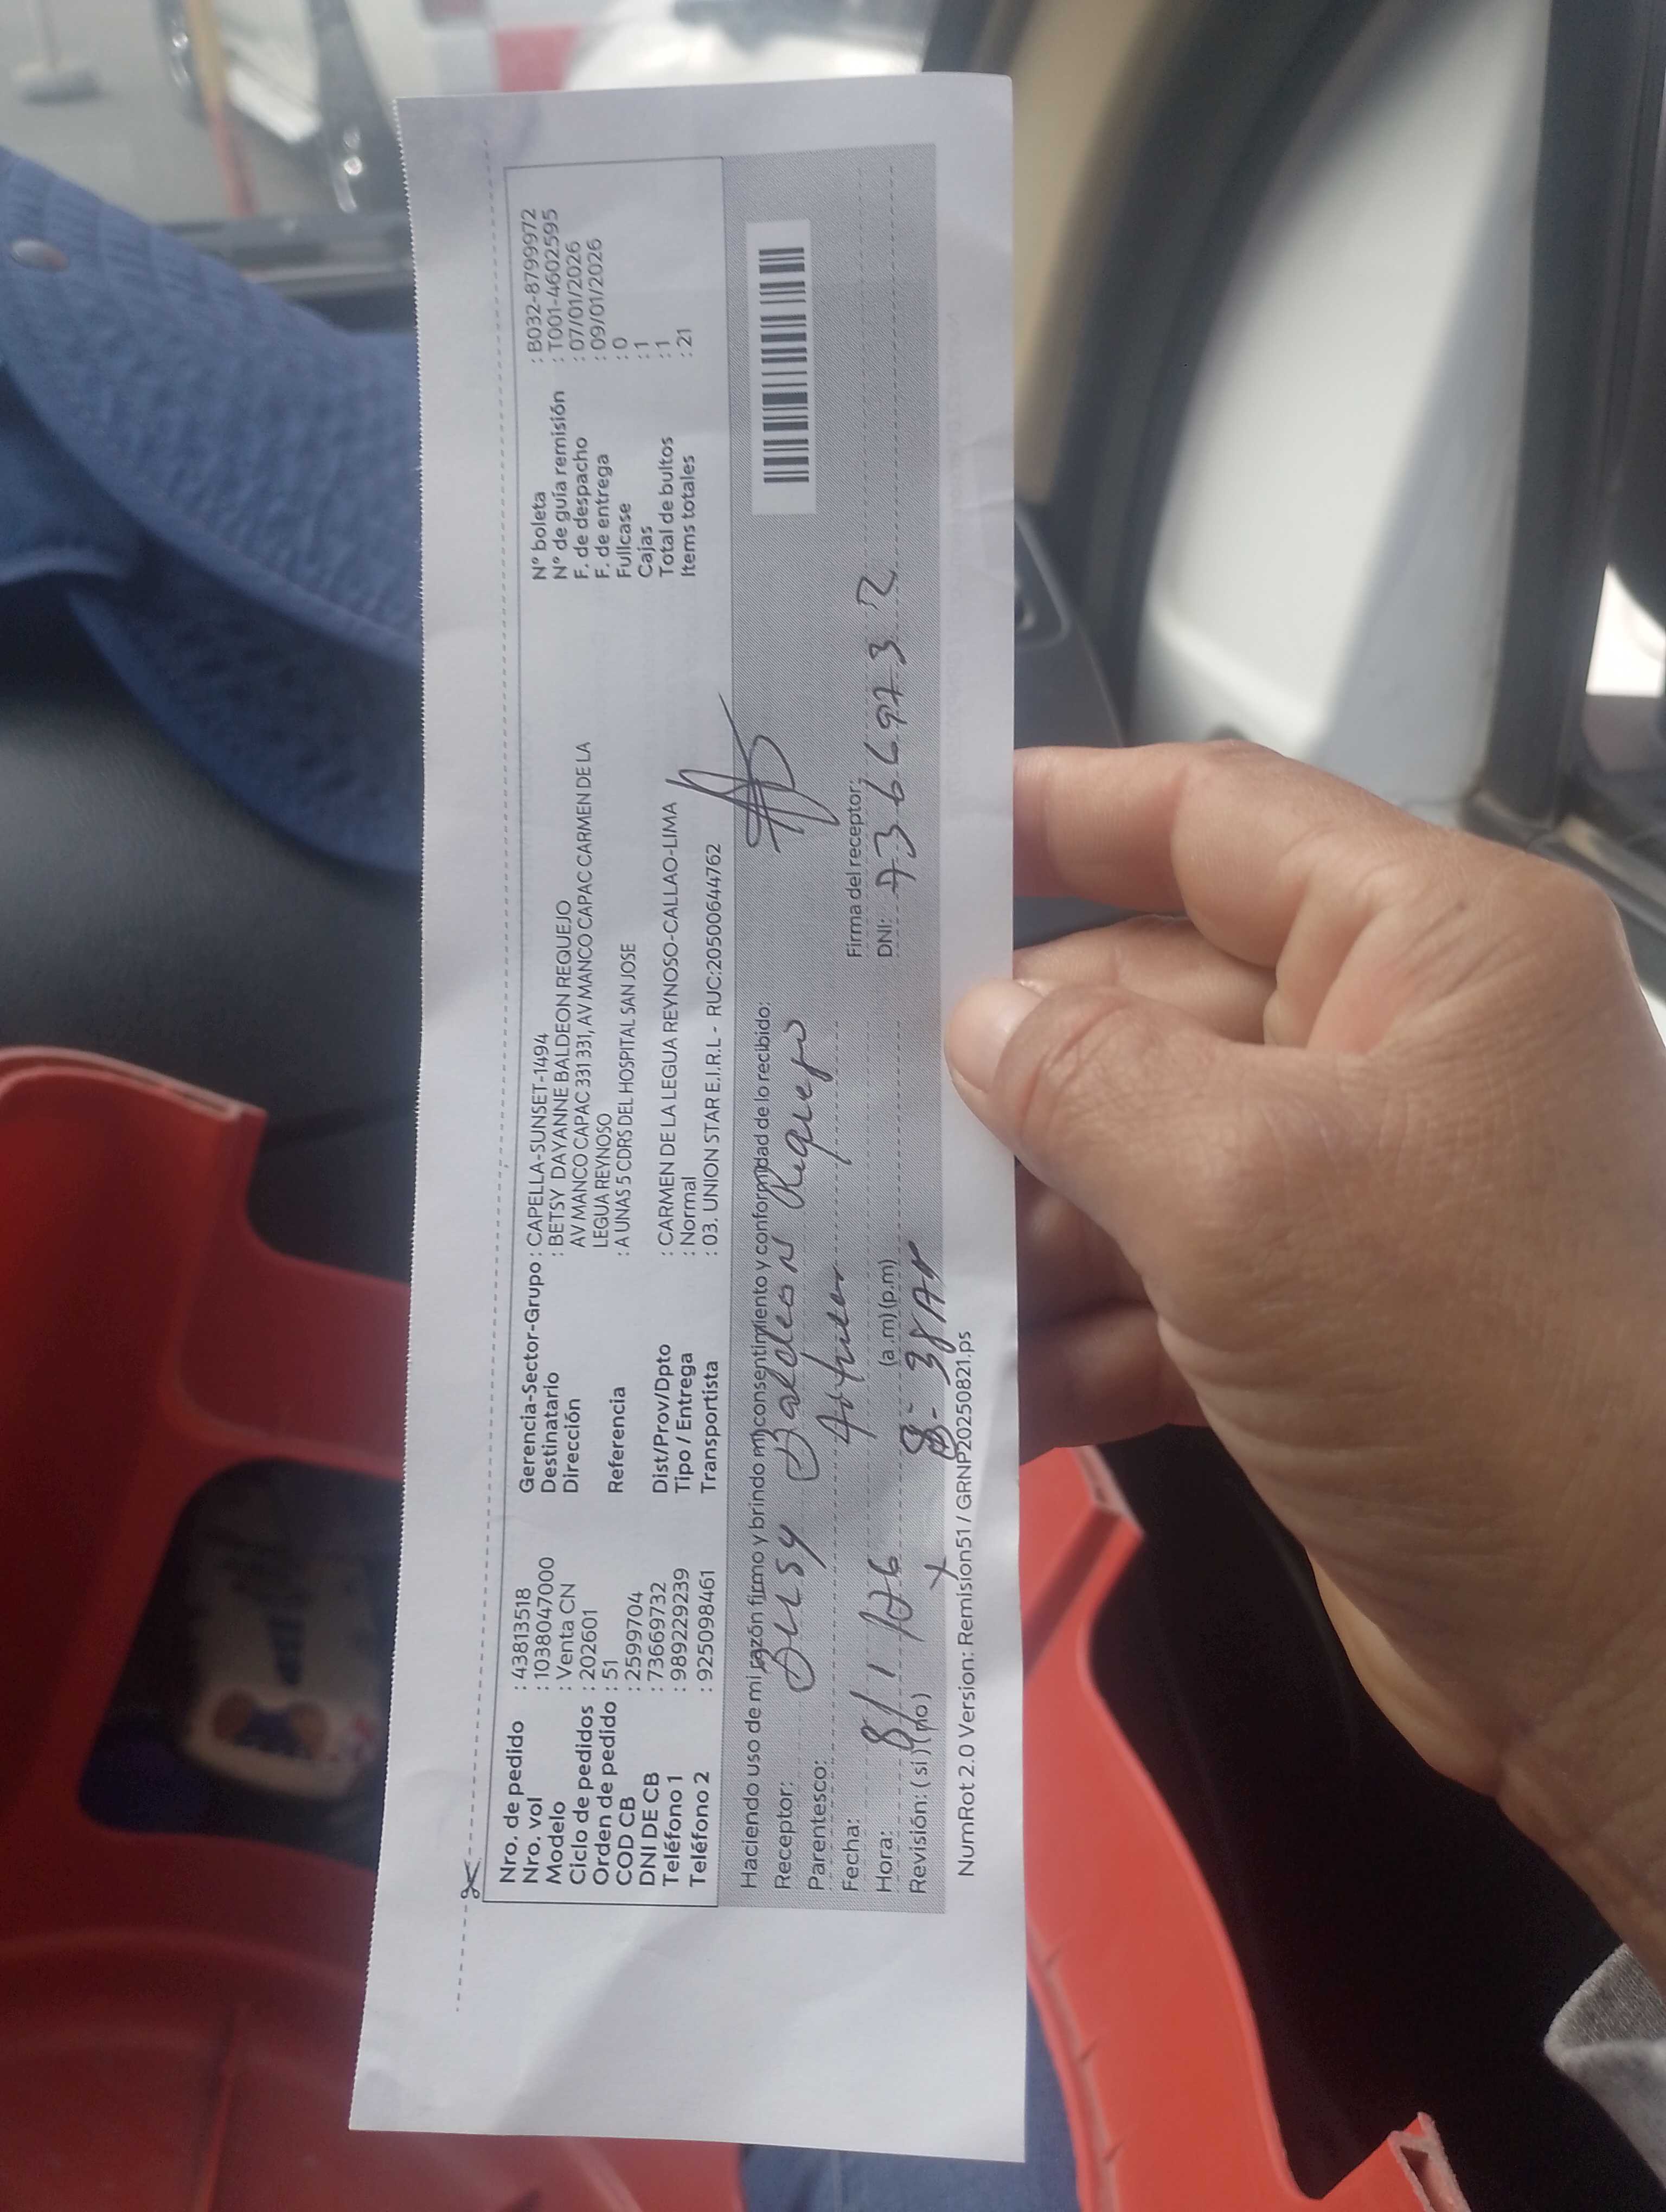 Nro. de pedido : 43813518
Nro. vol : 1038047000
Modelo : Venta CN
Ciclo de pedidos : 202601
Orden de pedido : 51
COD CB : 2599704
DNI DE CB : 73669732
Teléfono 1 : 989229239
Teléfono 2 : 925098461
Gerencia-Sector-Grupo : CAPELLA-SUNSET-1494
Destinatario : BETSY DAYANNE BALDEON REQUEJO
Dirección AV MANCO CAPAC 331 331, AV MANCO CAPAC CARMEN DE LA
LEGUA REYNOSO
Referencia : A UNAS 5 CDRS DEL HOSPITAL SAN JOSE
Dist/Prov/Dpto : CARMEN DE LA LEGUA REYNOSO-CALLAO-LIMA
Tipo / Entrega : Normal
Transportista : 03. UNION STAR E.I.R.L - RUC:20500644762
N° boleta : B032-8799972
N° de guía remisión : T001-4602595
F. de despacho : 07/01/2026
F. de entrega : 09/01/2026
Fullcase : 0
Cajas : 1
Total de bultos : 1
Items totales : 21
Haciendo uso de mi razón firmo y brindo mi consentimiento y conformidad de lo recibido:
Receptor: Baldeon Requejo
Parentesco:
Fecha: 8/1/26
Hora: 8:38 AM (a .m) (p.m)
Revisión: ( si ) (no) X
Firma del receptor:
DNI: 73669732
NumRot 2.0 Version: Remision51 / GRNP20250821.ps